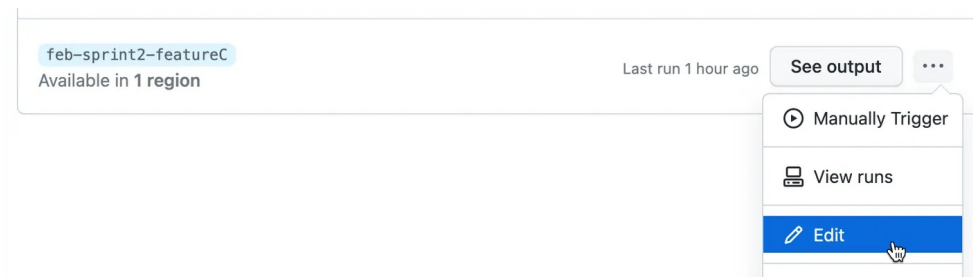 feb-sprint2-featureC
Available in 1 region
Last run 1 hour ago
See output
Manually Trigger
View runs
Edit